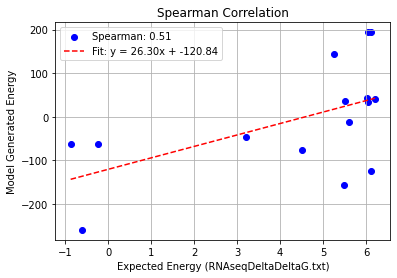 Spearman Correlation
Spearman: 0.51
Fit: y = 26.30x + -120.84
200
100
0
−100
−200
Model Generated Energy
−1
0
1
2
3
4
5
6
Expected Energy (RNAseqDeltaDeltaG.txt)